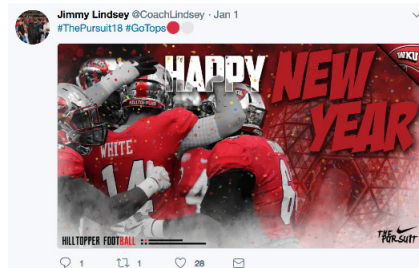 Jimmy Lindsey @CoachLindsey · Jan 1
#ThePursuit18 #GoTops
HAPPY NEW
YEAR
WKU
WHITE
14
HILLTOPPER FOOTBALL
THE PURSUIT
1 1 28